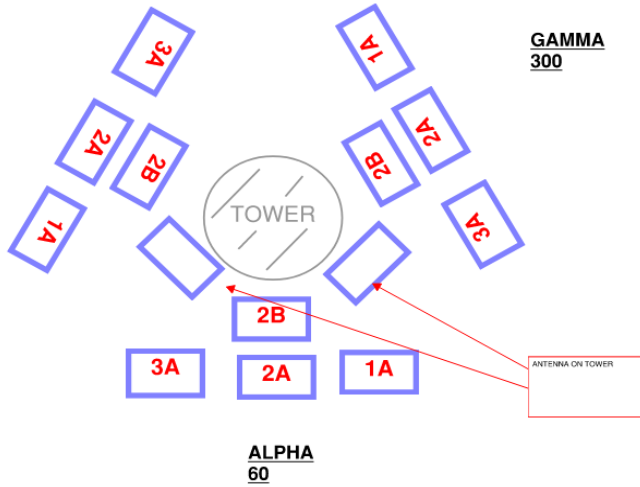 3A
1A
GAMMA
300
2A
2B
2B
2A
1A
TOWER
3A
2B
3A
2A
1A
ANTENNA ON TOWER
ALPHA
60